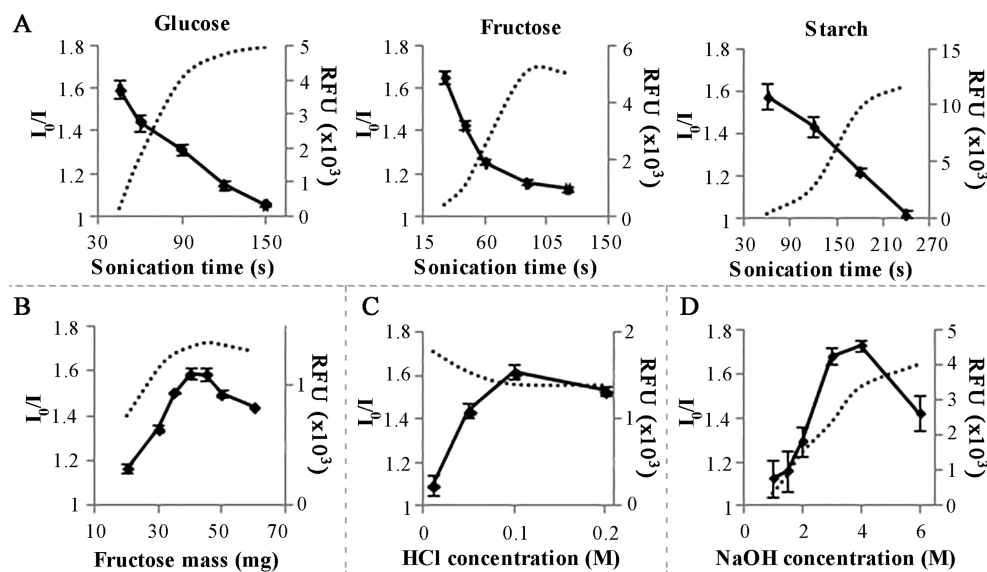 A
Glucose
Fructose
Starch
1.8
1.6
1.4
1.2
1
I0/I
5
4
3
2
1
0
RFU (x10³)
30 90 150
Sonication time (s)
1.8
1.6
1.4
1.2
1
I0/I
6
4
2
0
RFU (x10³)
15 60 105 150
Sonication time (s)
1.8
1.6
1.4
1.2
1
I0/I
15
10
5
0
RFU (x10³)
30 90 150 210 270
Sonication time (s)
B
1.8
1.6
1.4
1.2
1
I0/I
1
0
RFU (x10³)
10 30 50 70
Fructose mass (mg)
C
1.8
1.6
1.4
1.2
1
I0/I
2
1
0
RFU (x10³)
0 0.1 0.2
HCl concentration (M)
D
1.8
1.6
1.4
1.2
1
I0/I
5
4
3
2
1
0
RFU (x10³)
0 2 4 6
NaOH concentration (M)